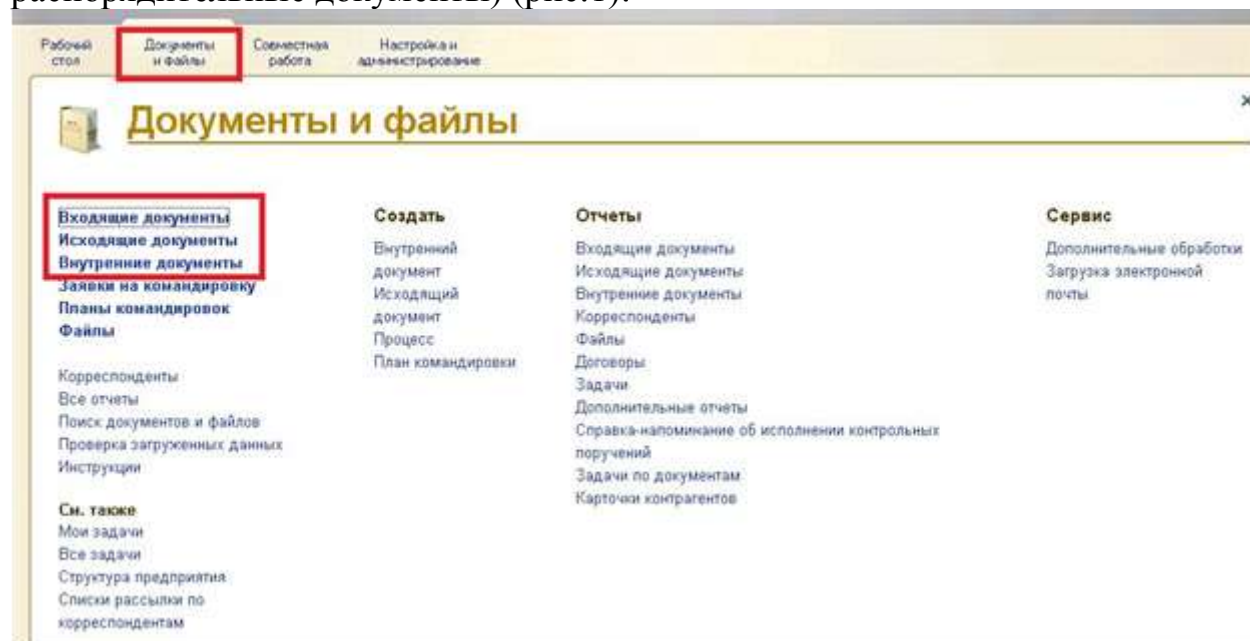 распорядительные документы) (рис.1).
Рабочий стол
Документы и файлы
Совместная работа
Настройка и администрирование
Документы и файлы
Входящие документы
Исходящие документы
Внутренние документы
Заявки на командировку
Планы командировок
Файлы
Корреспонденты
Все отчеты
Поиск документов и файлов
Проверка загруженных данных
Инструкции
См. также
Мои задачи
Все задачи
Структура предприятия
Списки рассылки по
корреспондентам
Создать
Внутренний
документ
Исходящий
документ
Процесс
План командировки
Отчеты
Входящие документы
Исходящие документы
Внутренние документы
Корреспонденты
Файлы
Договоры
Задачи
Дополнительные отчеты
Справка-напоминание об исполнении контрольных
поручений
Задачи по документам
Карточки контрагентов
Сервис
Дополнительные обработки
Загрузка электронной
почты